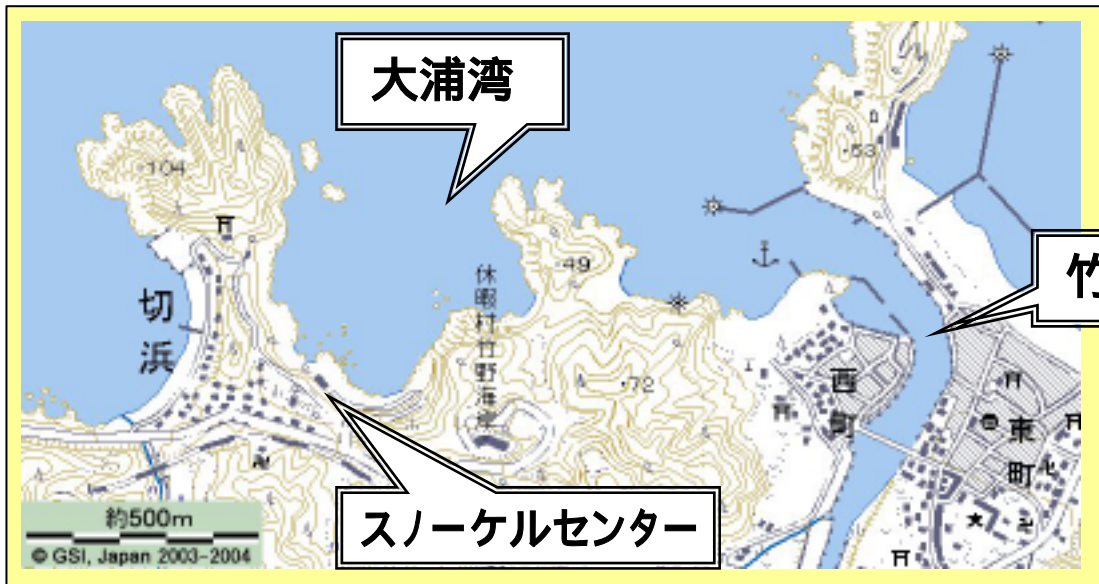 大浦湾
・104
・53
竹
・49
切浜
休暇村竹野海岸
・72
西町
東町
スノーケルセンター
約500m
© GSI, Japan 2003-2004